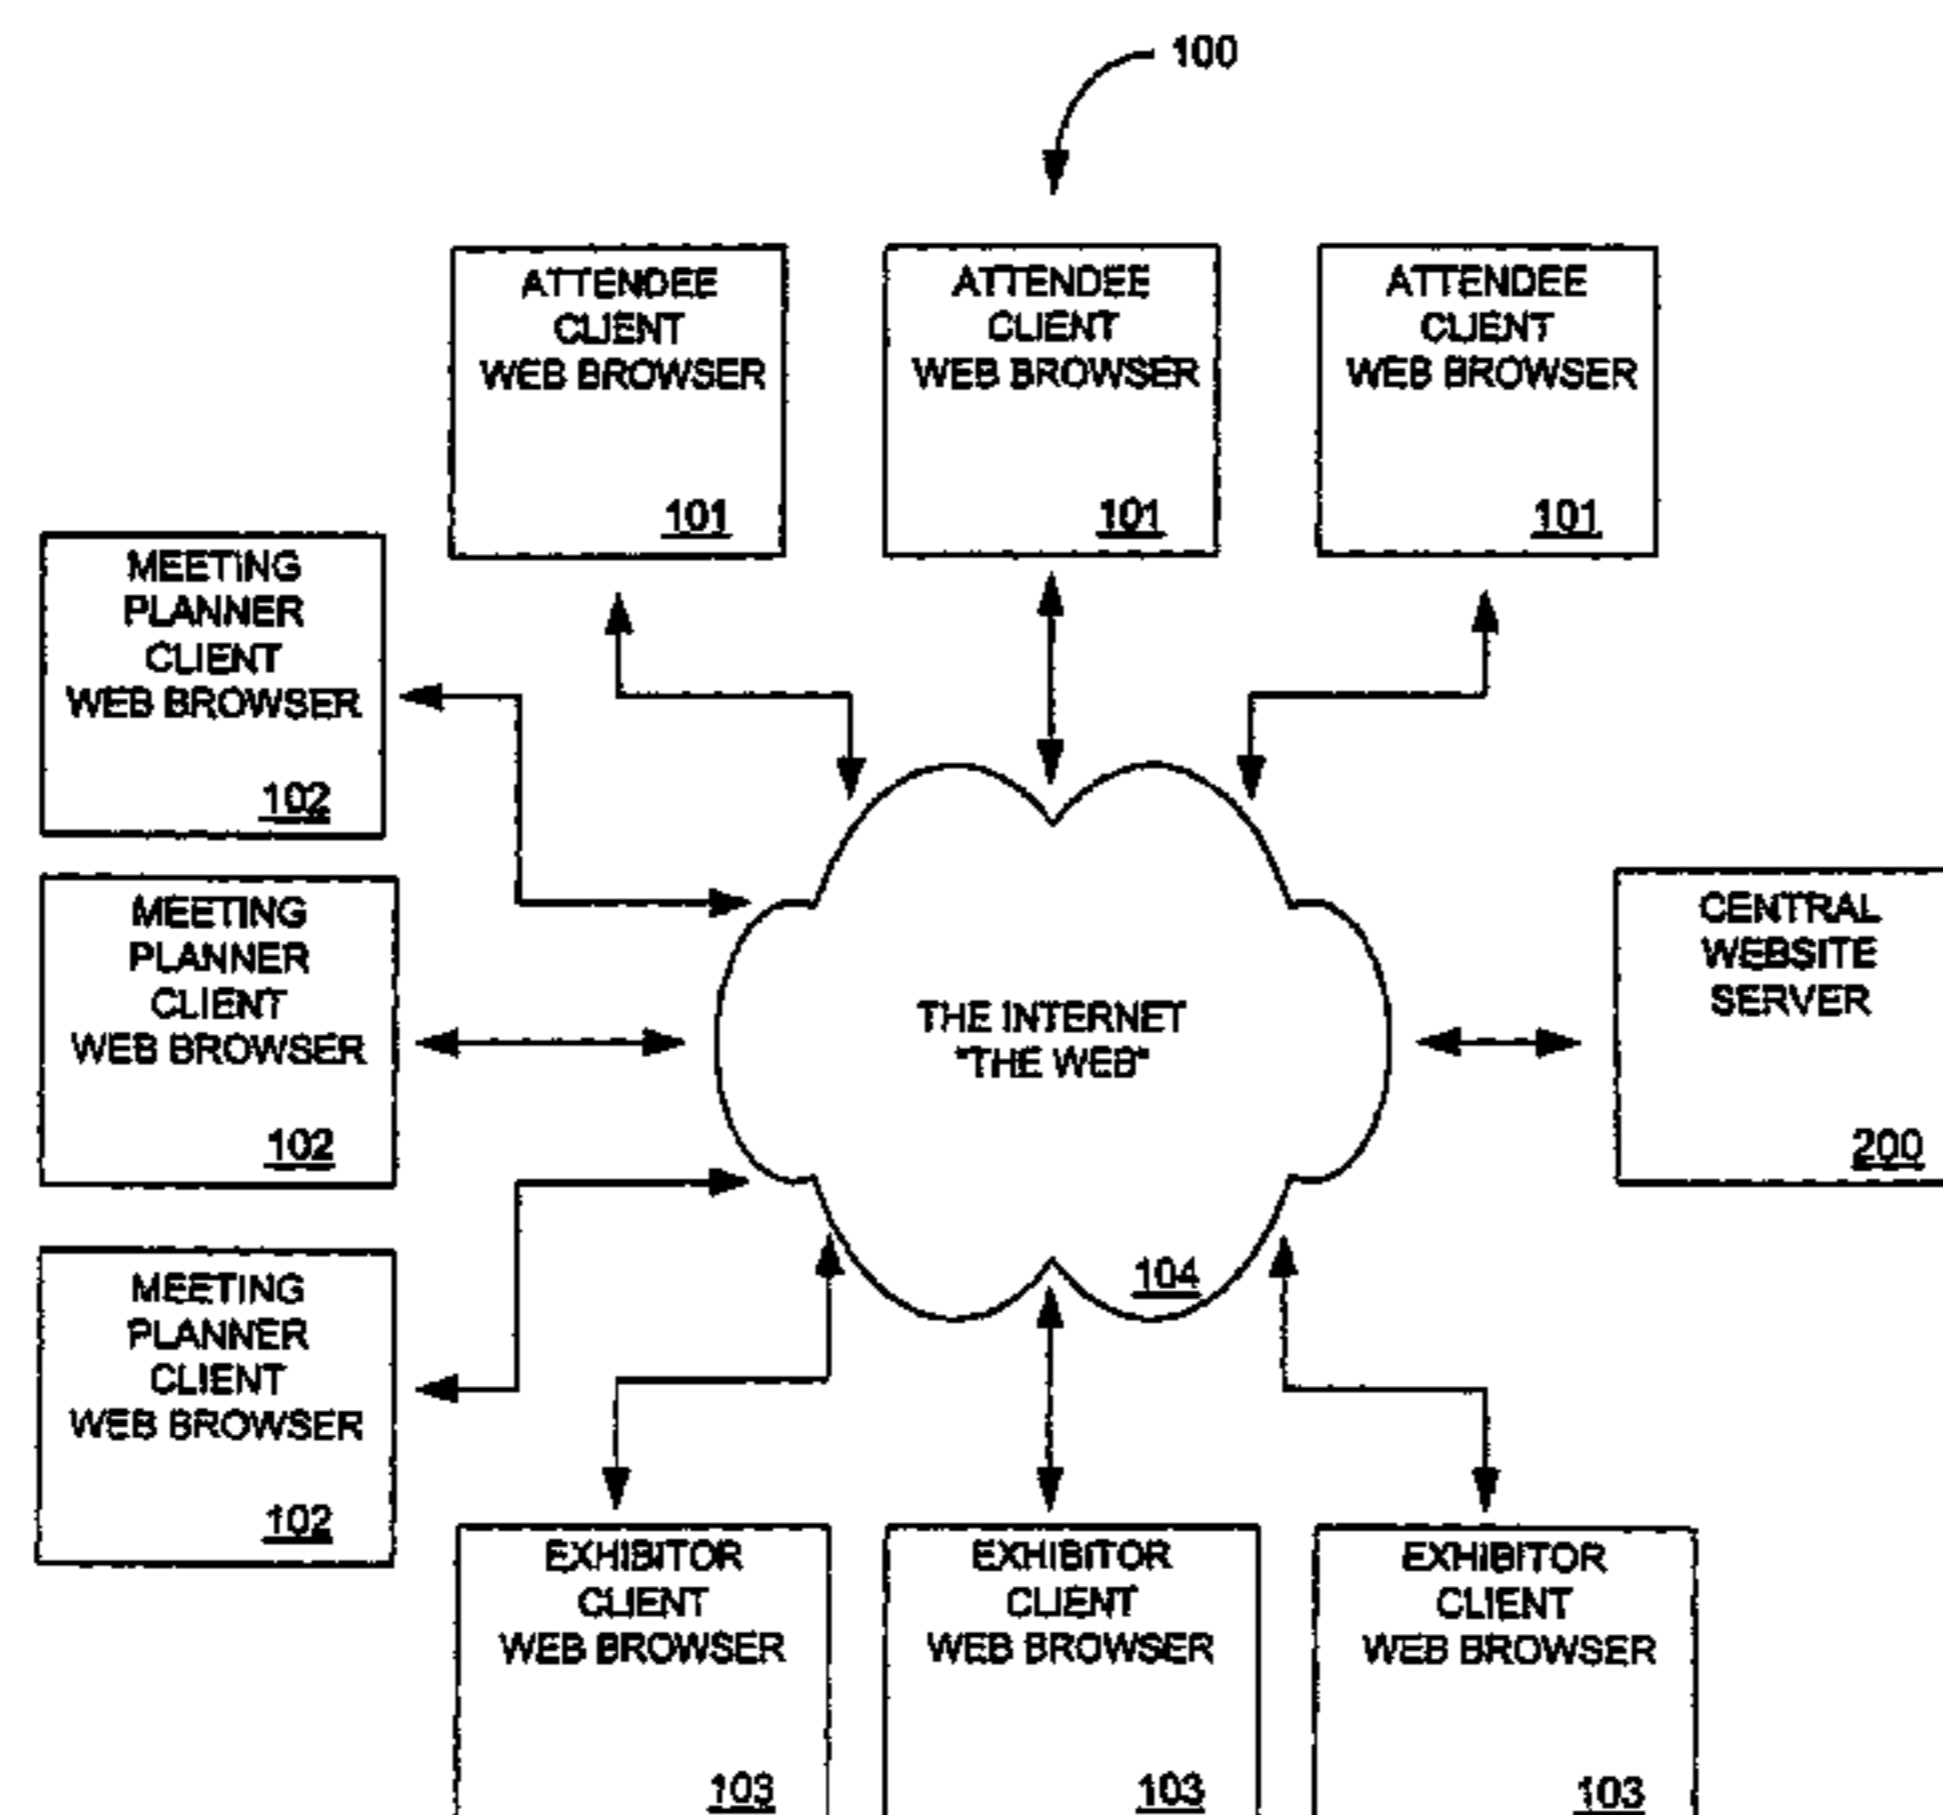 100
ATTENDEE
CLIENT
WEB BROWSER
101
ATTENDEE
CLIENT
WEB BROWSER
101
ATTENDEE
CLIENT
WEB BROWSER
101
MEETING
PLANNER
CLIENT
WEB BROWSER
102
MEETING
PLANNER
CLIENT
WEB BROWSER
102
MEETING
PLANNER
CLIENT
WEB BROWSER
102
THE INTERNET
"THE WEB"
104
CENTRAL
WEBSITE
SERVER
200
EXHIBITOR
CLIENT
WEB BROWSER
103
EXHIBITOR
CLIENT
WEB BROWSER
103
EXHIBITOR
CLIENT
WEB BROWSER
103